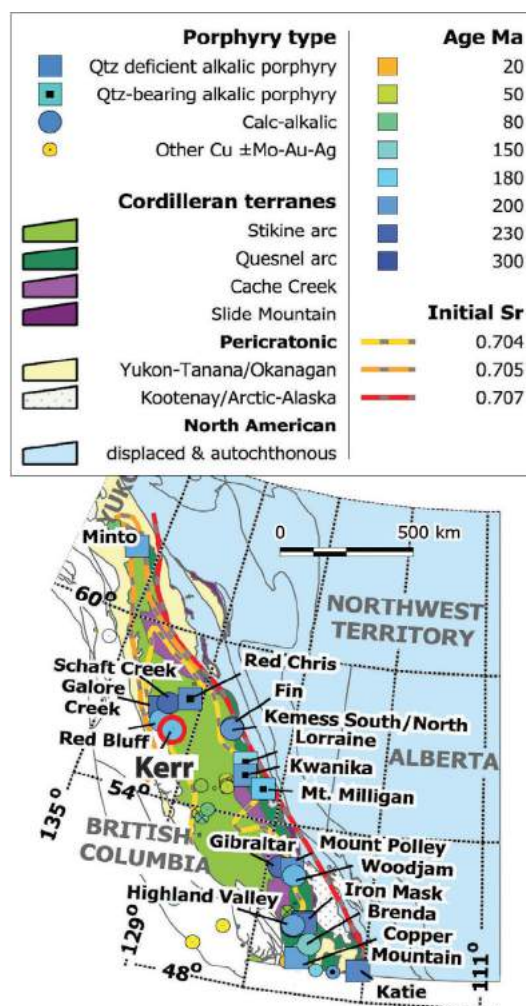 Porphyry type
Qtz deficient alkalic porphyry
Qtz-bearing alkalic porphyry
Calc-alkalic
Other Cu ±Mo-Au-Ag
Cordilleran terranes
Stikine arc
Quesnel arc
Cache Creek
Slide Mountain
Pericratonic
Yukon-Tanana/Okanagan
Kootenay/Arctic-Alaska
North American
displaced & autochthonous
Age Ma
20
50
80
150
180
200
230
300
Initial Sr
0.704
0.705
0.707
YUKO
Minto
0 500 km
60°
NORTHWEST
TERRITORY
Schaft Creek
Red Chris
Galore
Creek
Fin
Kemess South/North
Red Bluff
Lorraine
ALBERTA
Kerr
Kwanika
Mt. Milligan
135°
54°
BRITISH
COLUMBIA
Gibraltar
Mount Polley
Woodjam
Highland Valley
Iron Mask
Brenda
129°
Copper
Mountain
111°
48°
Katie